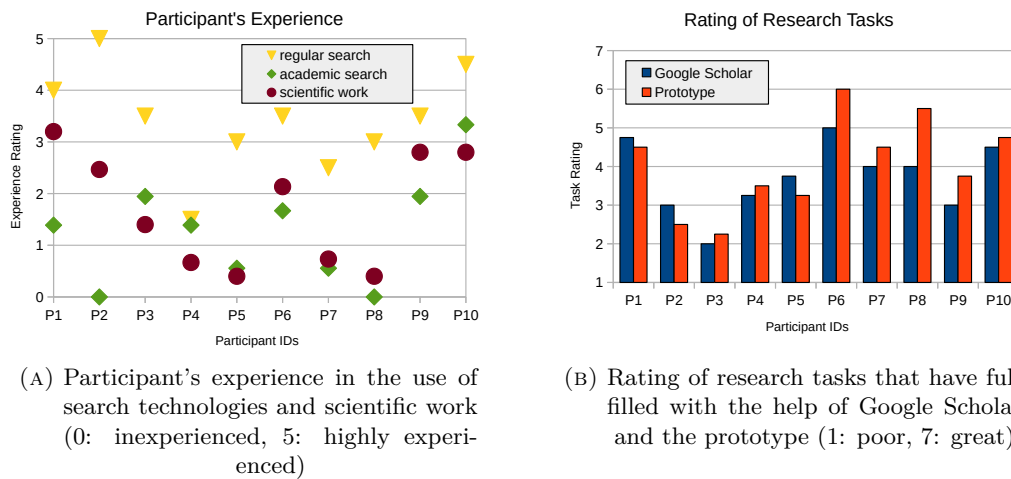 Participant's Experience
5
4
3
2
1
0
Experience Rating
regular search
academic search
scientific work
P1 P2 P3 P4 P5 P6 P7 P8 P9 P10
Participant IDs
(A) Participant's experience in the use of
search technologies and scientific work
(0: inexperienced, 5: highly experi-
enced)
Rating of Research Tasks
7
6
5
4
3
2
1
Task Rating
Google Scholar
Prototype
P1 P2 P3 P4 P5 P6 P7 P8 P9 P10
Participant IDs
(B) Rating of research tasks that have ful
filled with the help of Google Schola
and the prototype (1: poor, 7: great)